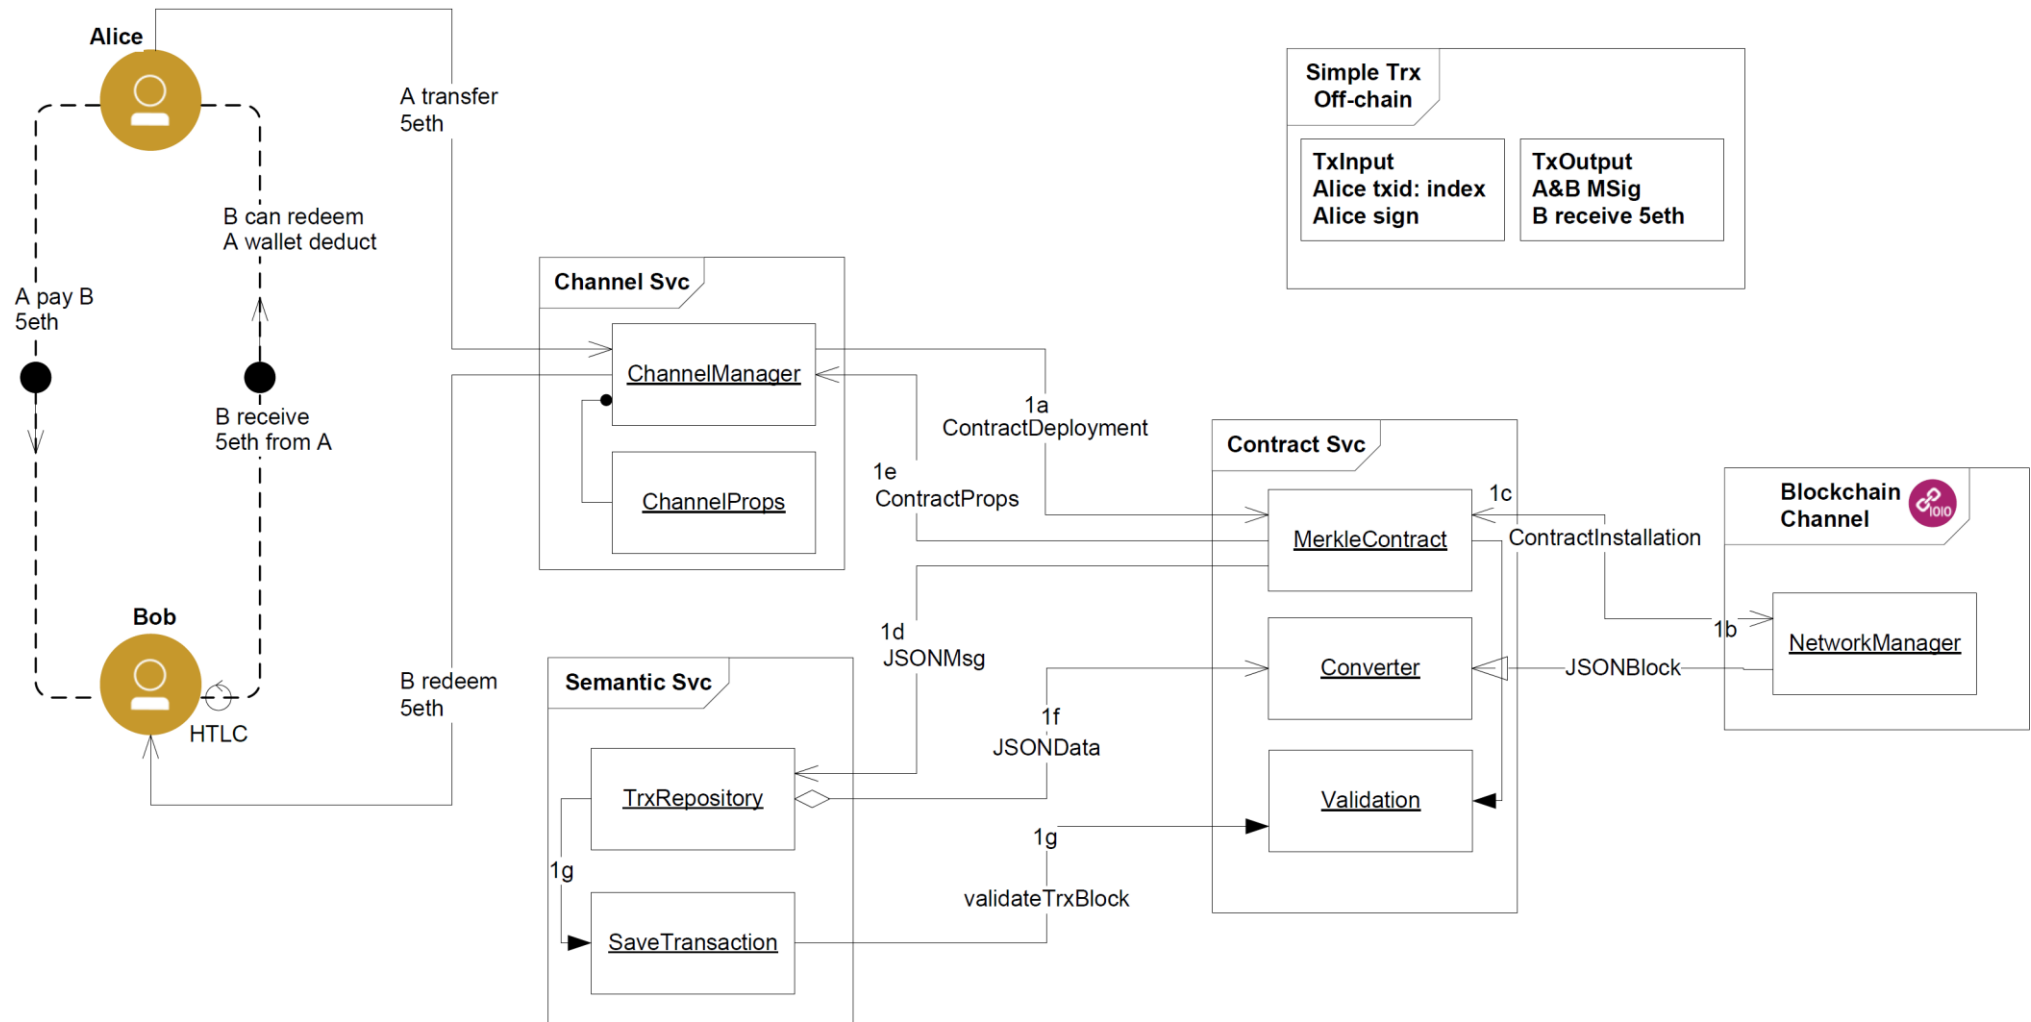 Alice
A transfer
5eth
B can redeem
A wallet deduct
A pay B
5eth
B receive
5eth from A
Bob
HTLC
B redeem
5eth
Simple Trx
Off-chain
TxInput
Alice txid: index
Alice sign
TxOutput
A&B MSig
B receive 5eth
Channel Svc
ChannelManager
ChannelProps
1a
ContractDeployment
1e
ContractProps
1d
JSONMsg
Semantic Svc
TrxRepository
1g
SaveTransaction
1f
JSONData
1g
validateTrxBlock
Contract Svc
MerkleContract
Converter
Validation
1c
ContractInstallation
1b
JSONBlock
Blockchain
Channel
1010
NetworkManager